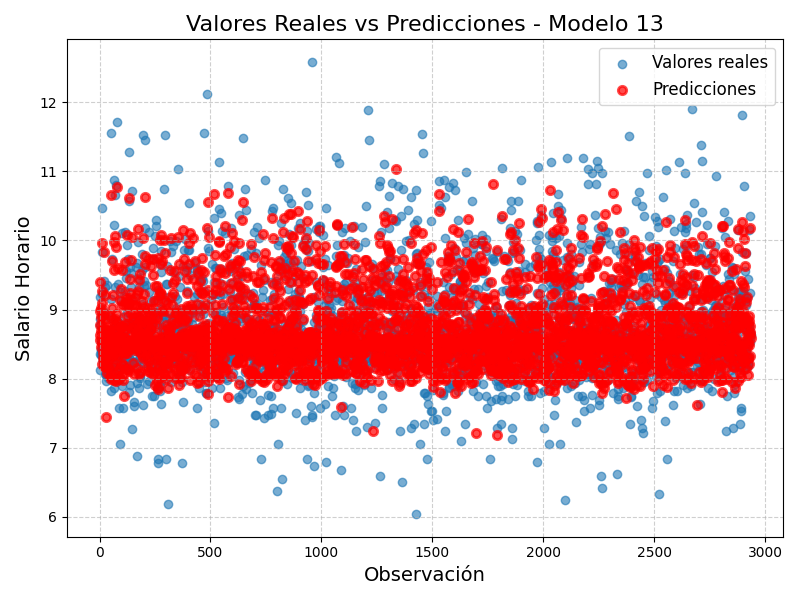 Valores Reales vs Predicciones - Modelo 13
Valores reales
Predicciones
Salario Horario
12
11
10
9
8
7
6
0 500 1000 1500 2000 2500 3000
Observación